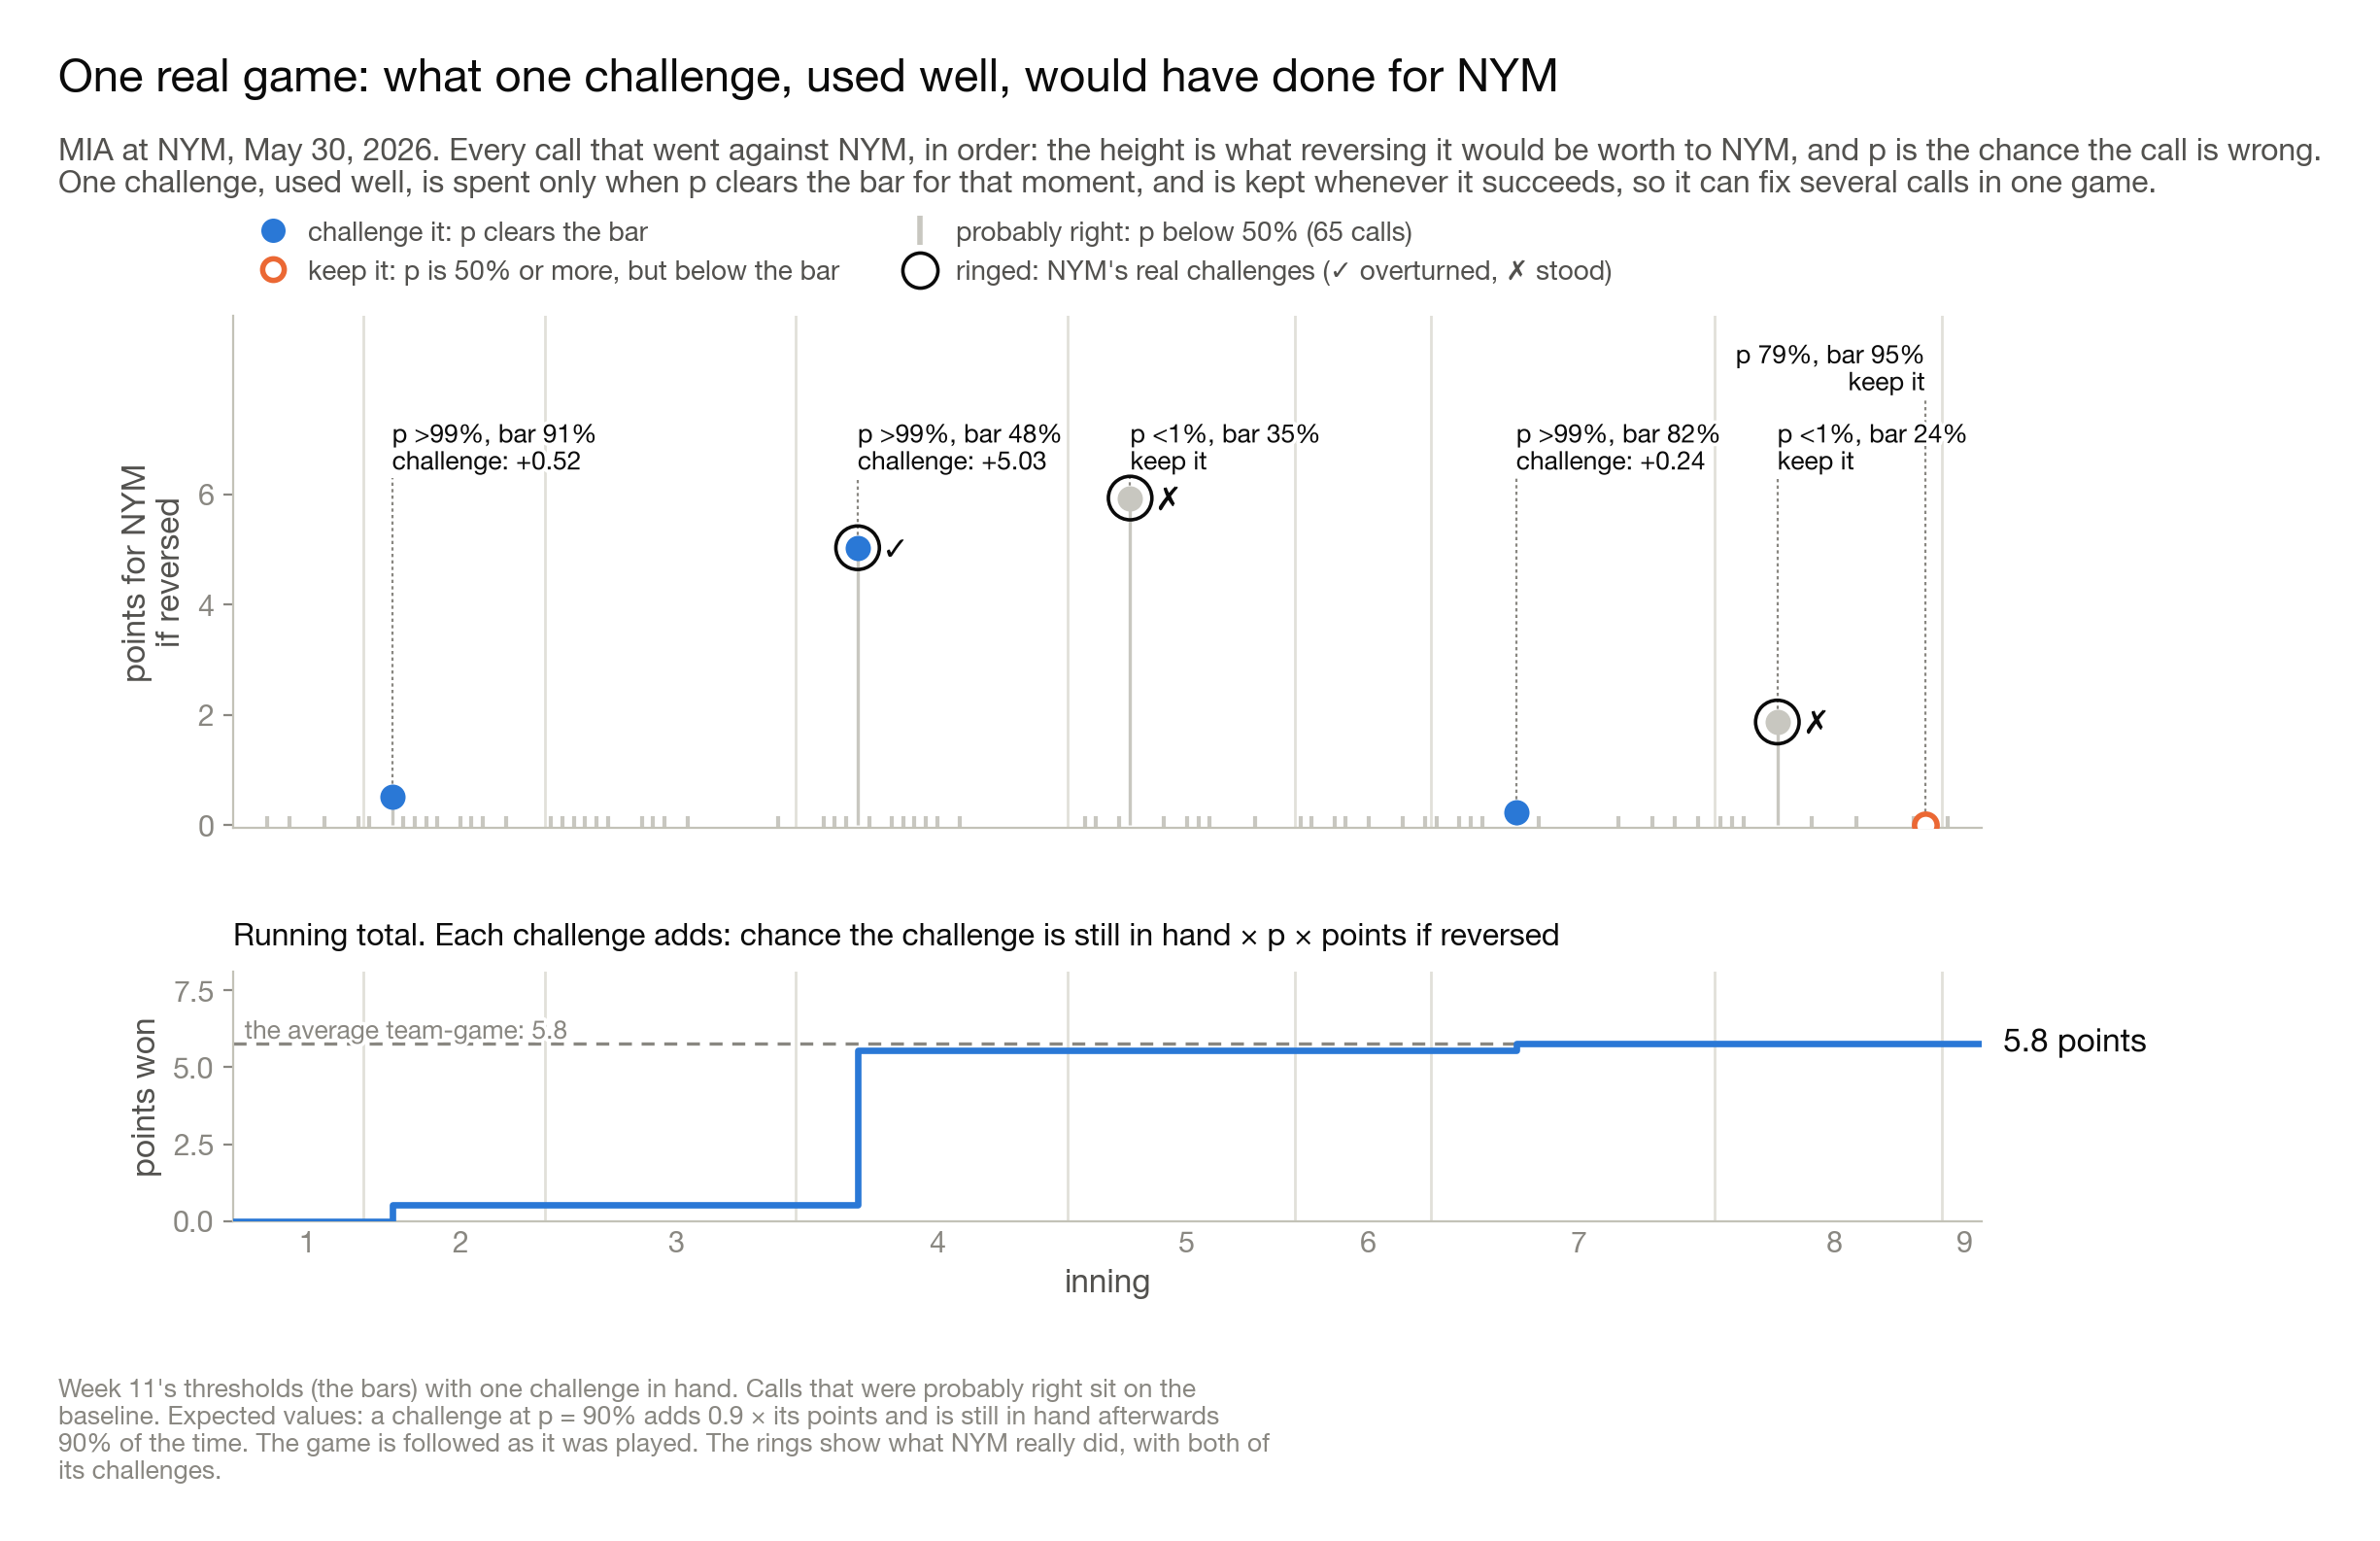 One real game: what one challenge, used well, would have done for NYM
MIA at NYM, May 30, 2026. Every call that went against NYM, in order: the height is what reversing it would be worth to NYM, and p is the chance the call is wrong.
One challenge, used well, is spent only when p clears the bar for that moment, and is kept whenever it succeeds, so it can fix several calls in one game.
challenge it: p clears the bar
keep it: p is 50% or more, but below the bar
probably right: p below 50% (65 calls)
ringed: NYM's real challenges (✓ overturned, ✗ stood)
points for NYM
if reversed
6
4
2
0
p >99%, bar 91%
challenge: +0.52
p >99%, bar 48%
challenge: +5.03
✓
p <1%, bar 35%
keep it
✗
p >99%, bar 82%
challenge: +0.24
p <1%, bar 24%
keep it
✗
p 79%, bar 95%
keep it
Running total. Each challenge adds: chance the challenge is still in hand × p × points if reversed
points won
7.5
5.0
2.5
0.0
the average team-game: 5.8
5.8 points
1 2 3 4 5 6 7 8 9
inning
Week 11's thresholds (the bars) with one challenge in hand. Calls that were probably right sit on the
baseline. Expected values: a challenge at p = 90% adds 0.9 × its points and is still in hand afterwards
90% of the time. The game is followed as it was played. The rings show what NYM really did, with both of
its challenges.